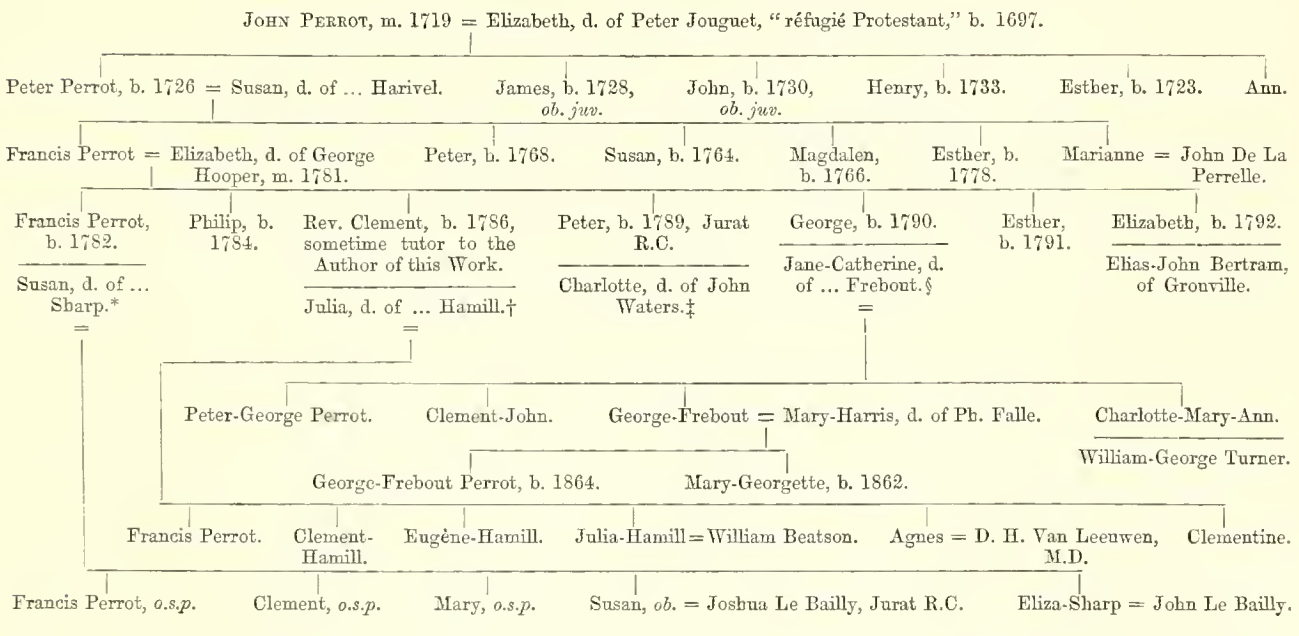 JOHN PERROT, m. 1719 = Elizabeth, d. of Peter Jouguet, “réfugié Protestant,” b. 1697.
Peter Perrot, b. 1726 = Susan, d. of ... Harivel. James, b. 1728, John, b. 1730, Henry, b. 1733. Esther, b. 1723. Ann.
ob. juv. ob. juv.
Francis Perrot = Elizabeth, d. of George Peter, b. 1768. Susan, b. 1764. Magdalen, Esther, b. Marianne = John De La
Hooper, m. 1781. b. 1766. 1778. Perrelle.
Francis Perrot, Philip, b. Rev. Clement, b. 1786, Peter, b. 1789, Jurat George, b. 1790. Esther, Elizabeth, b. 1792.
b. 1782. 1784. sometime tutor to the R.C. b. 1791.
Author of this Work. Jane-Catherine, d. Elias-John Bertram,
Susan, d. of ... Charlotte, d. of John of ... Frebout.§ of Grouville.
Sharp.* Julia, d. of ... Hamill.† Waters.‡ =
= =
Peter-George Perrot. Clement-John. George-Frebout = Mary-Harris, d. of Ph. Falle. Charlotte-Mary-Ann.
William-George Turner.
George-Frebout Perrot, b. 1864. Mary-Georgette, b. 1862.
Francis Perrot. Clement- Eugène-Hamill. Julia-Hamill = William Beatson. Agnes = D. H. Van Leeuwen, Clementine.
Hamill. M.D.
Francis Perrot, o.s.p. Clement, o.s.p. Mary, o.s.p. Susan, ob. = Joshua Le Bailly, Jurat R.C. Eliza-Sharp = John Le Bailly.